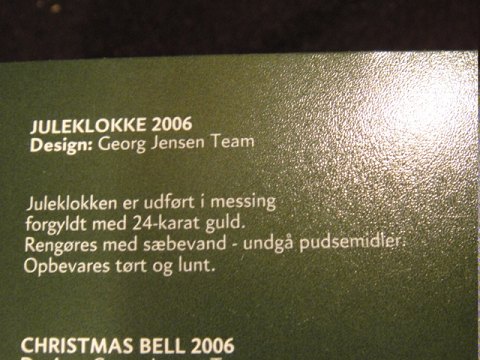 JULEKLOKKE 2006
Design: Georg Jensen Team
Juleklokken er udført i messing
forgyldt med 24-karat guld.
Rengøres med sæbevand - undgå pudsemidler.
Opbevares tørt og lunt.
CHRISTMAS BELL 2006